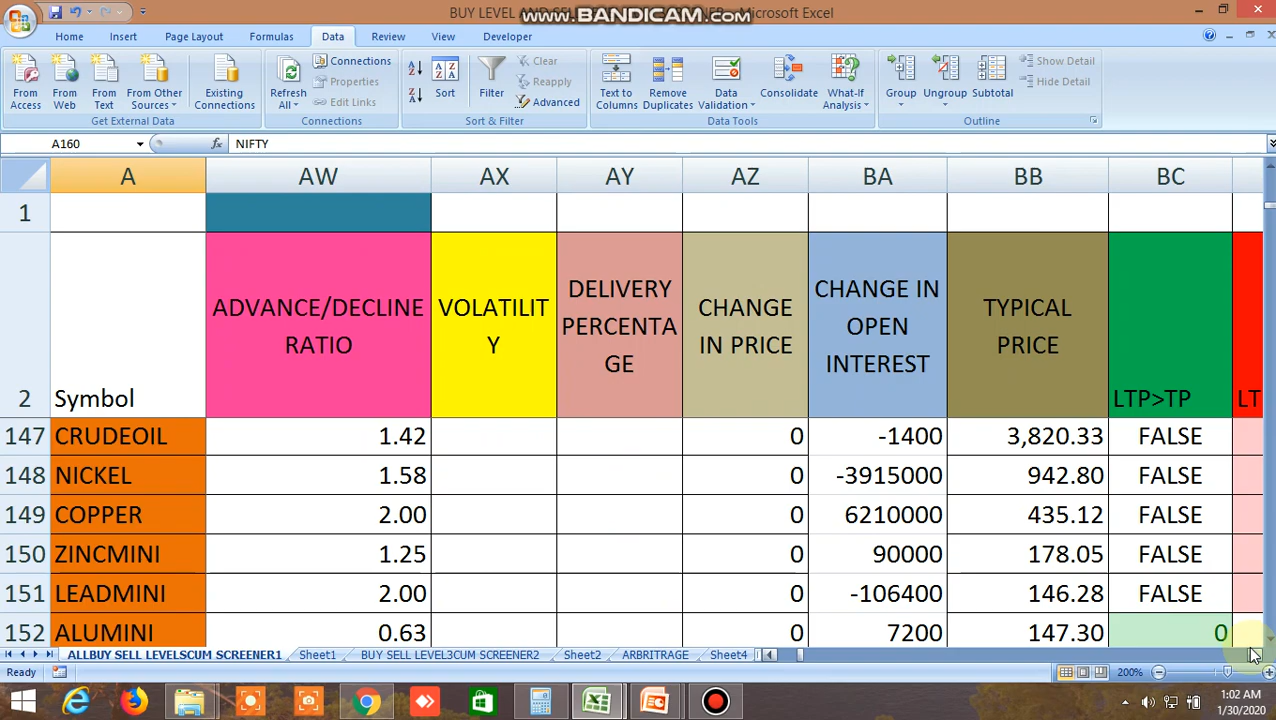 BUY LEVEL AND SE
www.BANDICAM.com
NER - Microsoft Excel
Home Insert Page Layout Formulas Data Review View Developer
From Access
From Web
From Text
From Other Sources
Existing Connections
Get External Data
Refresh All
Connections
Properties
Edit Links
Connections
Sort
Filter
Clear
Reapply
Advanced
Sort & Filter
Text to Columns
Remove Duplicates
Data Validation
Consolidate
What-If Analysis
Data Tools
Group
Ungroup
Subtotal
Show Detail
Hide Detail
Outline
A160 fx NIFTY
A AW AX AY AZ BA BB BC
1
2 Symbol
ADVANCE/DECLINE
RATIO
VOLATILIT
Y
DELIVERY
PERCENTA
GE
CHANGE
IN PRICE
CHANGE IN
OPEN
INTEREST
TYPICAL
PRICE
LTP>TP
LT
147 CRUDEOIL 1.42 0 -1400 3,820.33 FALSE
148 NICKEL 1.58 0 -3915000 942.80 FALSE
149 COPPER 2.00 0 6210000 435.12 FALSE
150 ZINCMINI 1.25 0 90000 178.05 FALSE
151 LEADMINI 2.00 0 -106400 146.28 FALSE
152 ALUMINI 0.63 0 7200 147.30 0
ALLBUY SELL LEVELSCUM SCREENER1 Sheet1 BUY SELL LEVEL3CUM SCREENER2 Sheet2 ARBRITRAGE Sheet4
Ready 200%
1:02 AM
1/30/2020